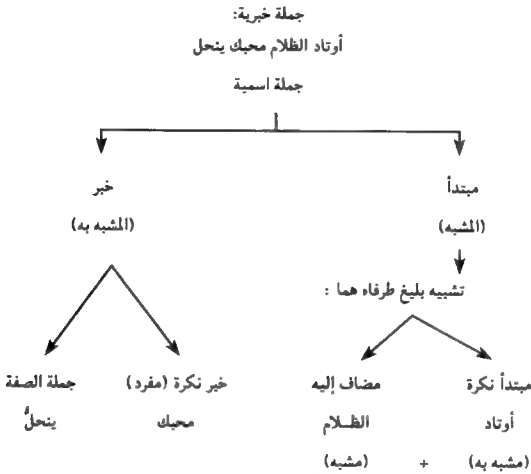 جملة خبرية:
أوتاد الظلام محبك ينحل
جملة اسمية
مبتدأ خبر
(المشبه) (المشبه به)
تشبيه بليغ طرفاه هما :
مبتدأ نكرة مضاف إليه خبر نكرة (مفرد) جملة الصفة
أوتاد الظلام محبك ينحلُّ
(مشبه به) + (مشبه)